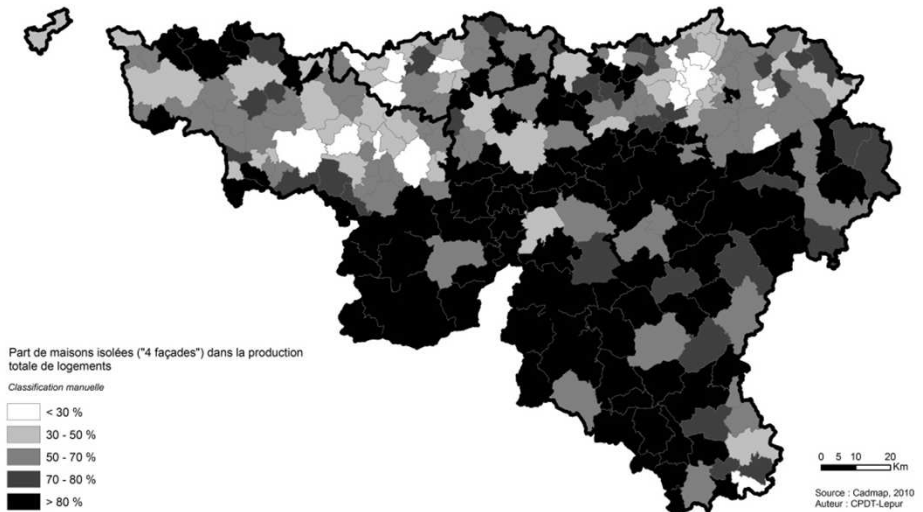 Part de maisons isolées ("4 façades") dans la production
totale de logements
Classification manuelle
< 30 %
30 - 50 %
50 - 70 %
70 - 80 %
> 80 %
0 5 10 20
Km
Source : Cadmap, 2010
Auteur : CPDT-Lepur